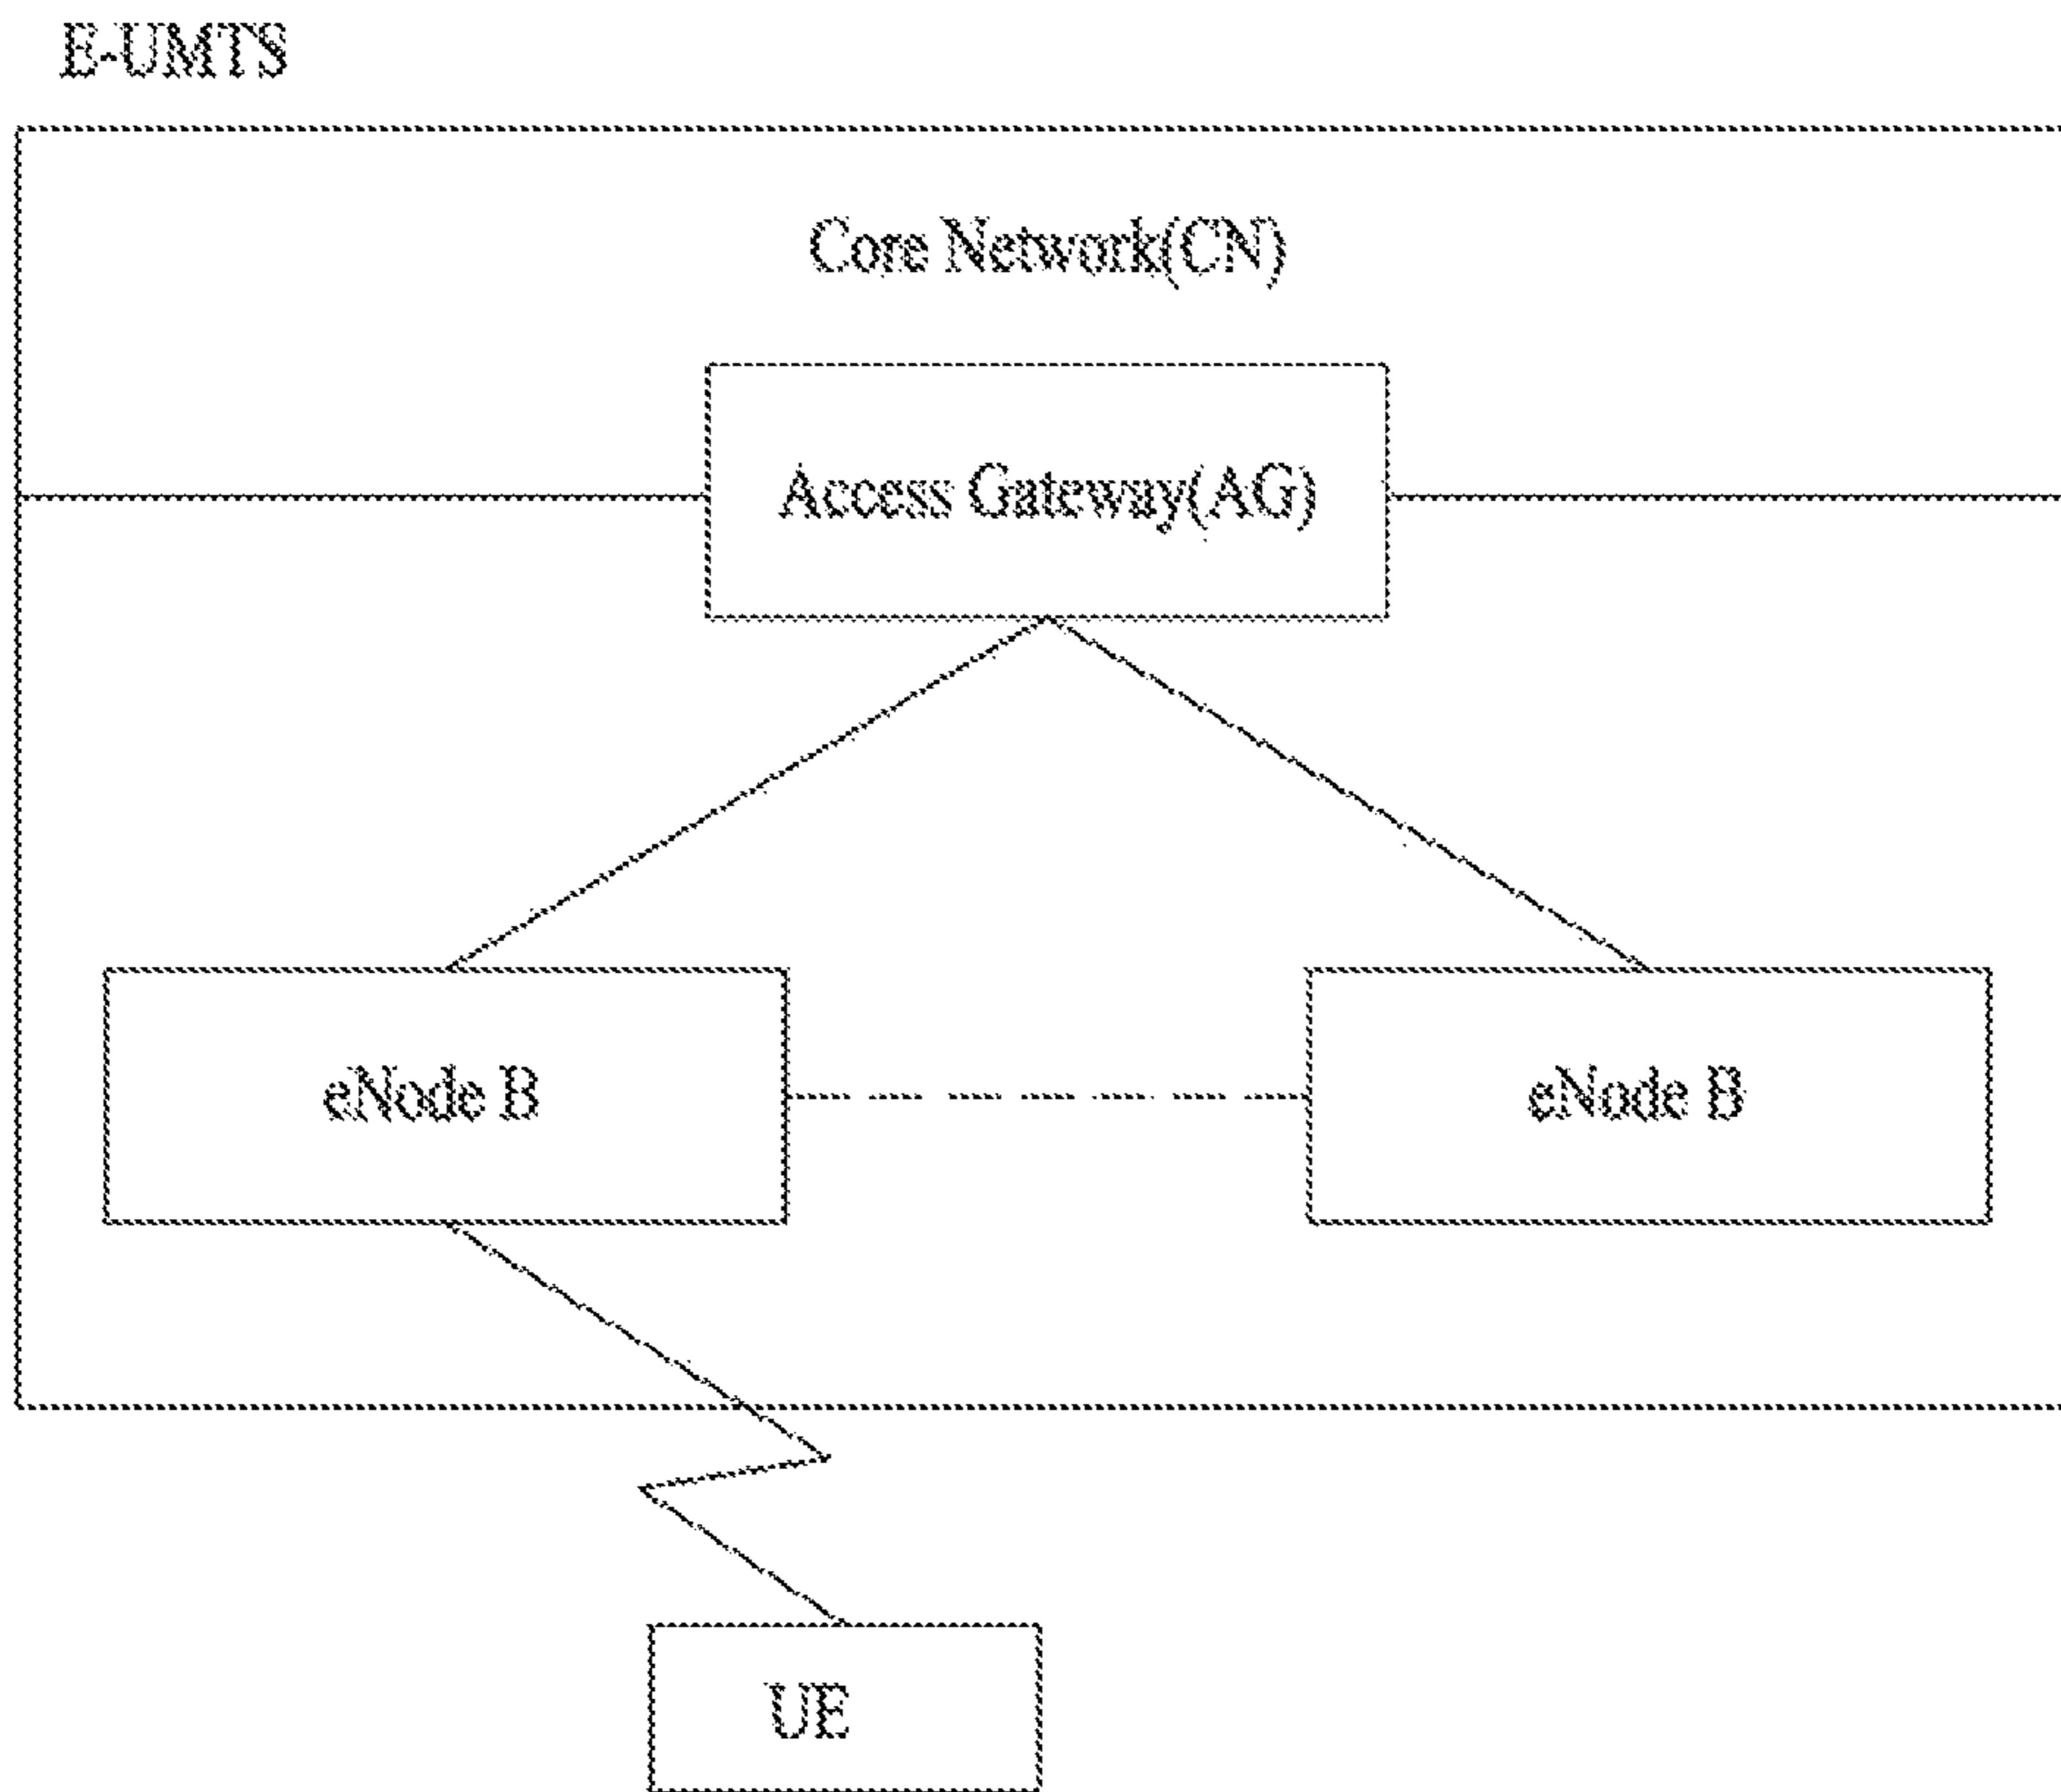 E-UMTS
Core Network(CN)
Access Gateway(AG)
eNode B
eNode B
UE